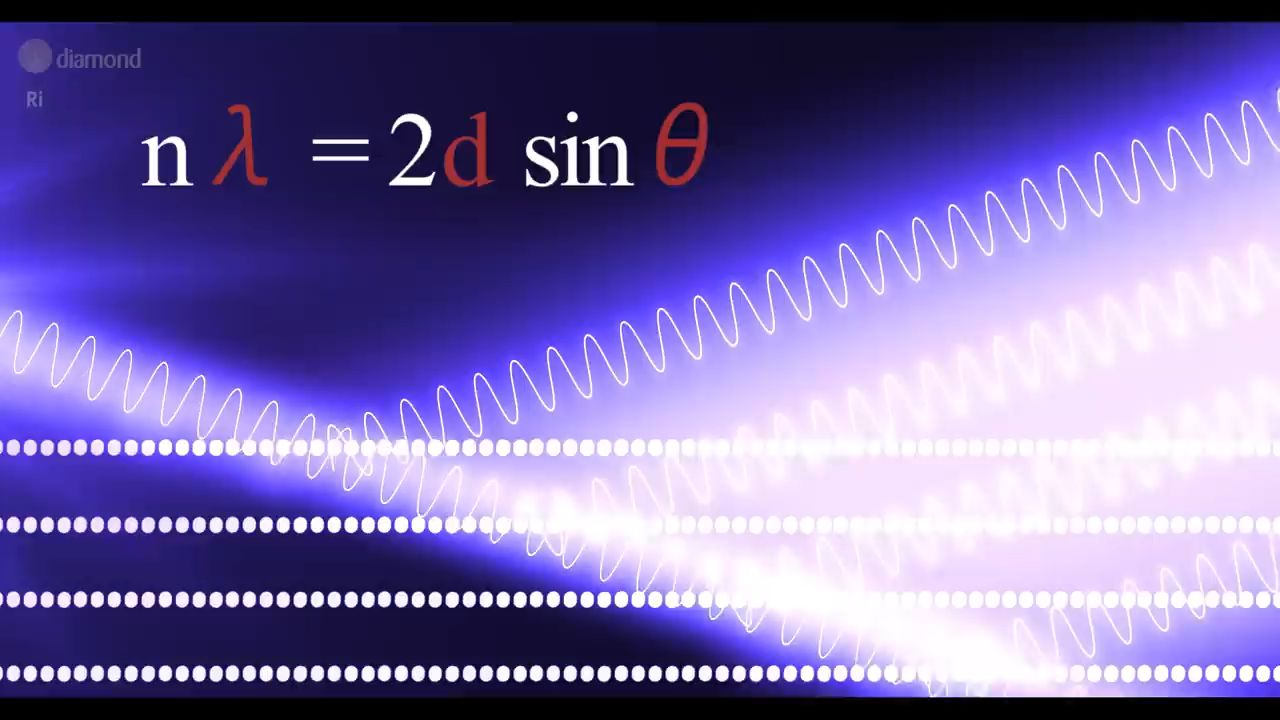 diamond
Ri
n λ = 2d sin θ